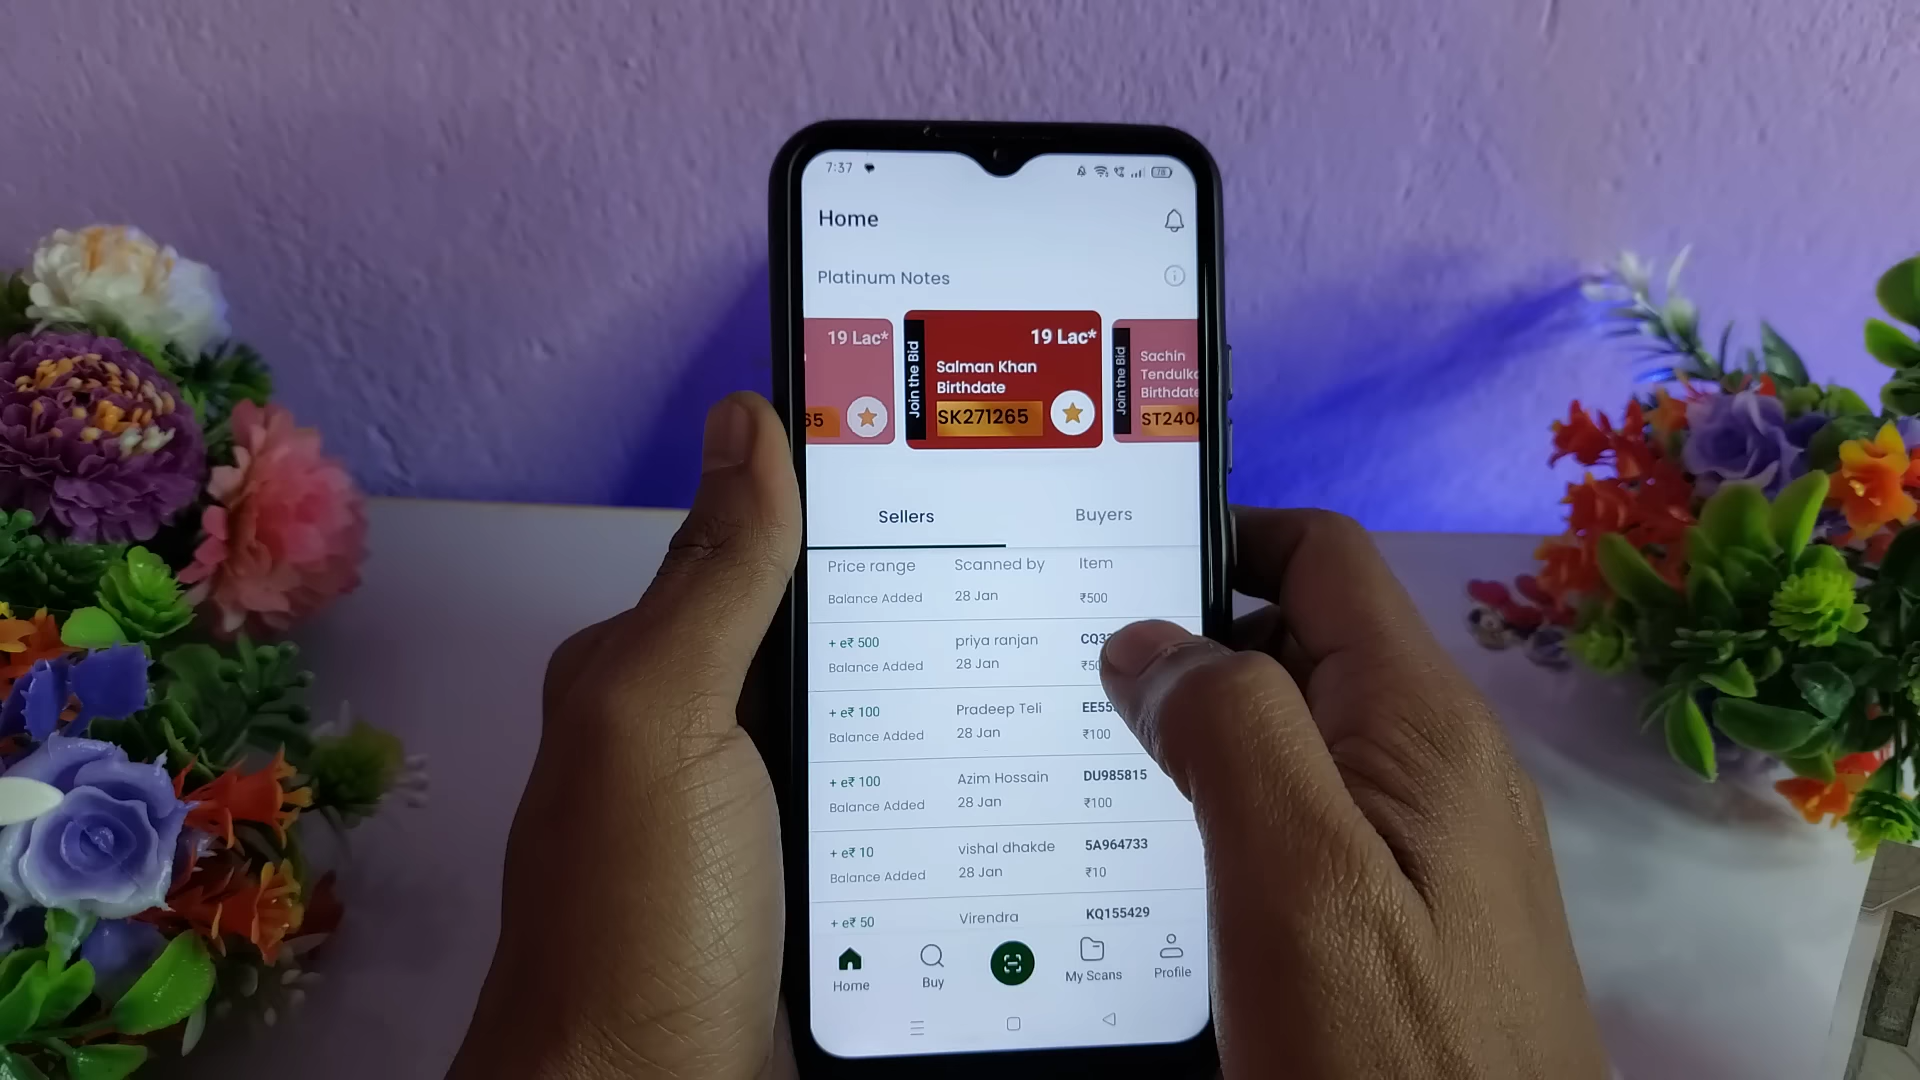 7:37
78
Home
Platinum Notes
19 Lac*
65
Join the Bid
19 Lac*
Salman Khan
Birthdate
SK271265
Join the Bid
Sachin
Birthdate
Sellers
Buyers
Price range
Scanned by
Item
Balance Added
28 Jan
₹500
+ e₹ 500
priya ranjan
Balance Added
28 Jan
+ e₹ 100
Pradeep Teli
Balance Added
28 Jan
₹100
+ e₹ 100
Azim Hossain
DU985815
Balance Added
28 Jan
₹100
+ e₹ 10
vishal dhakde
5A964733
Balance Added
28 Jan
₹10
+ e₹ 50
Virendra
KQ155429
Home
Buy
My Scans
Profile